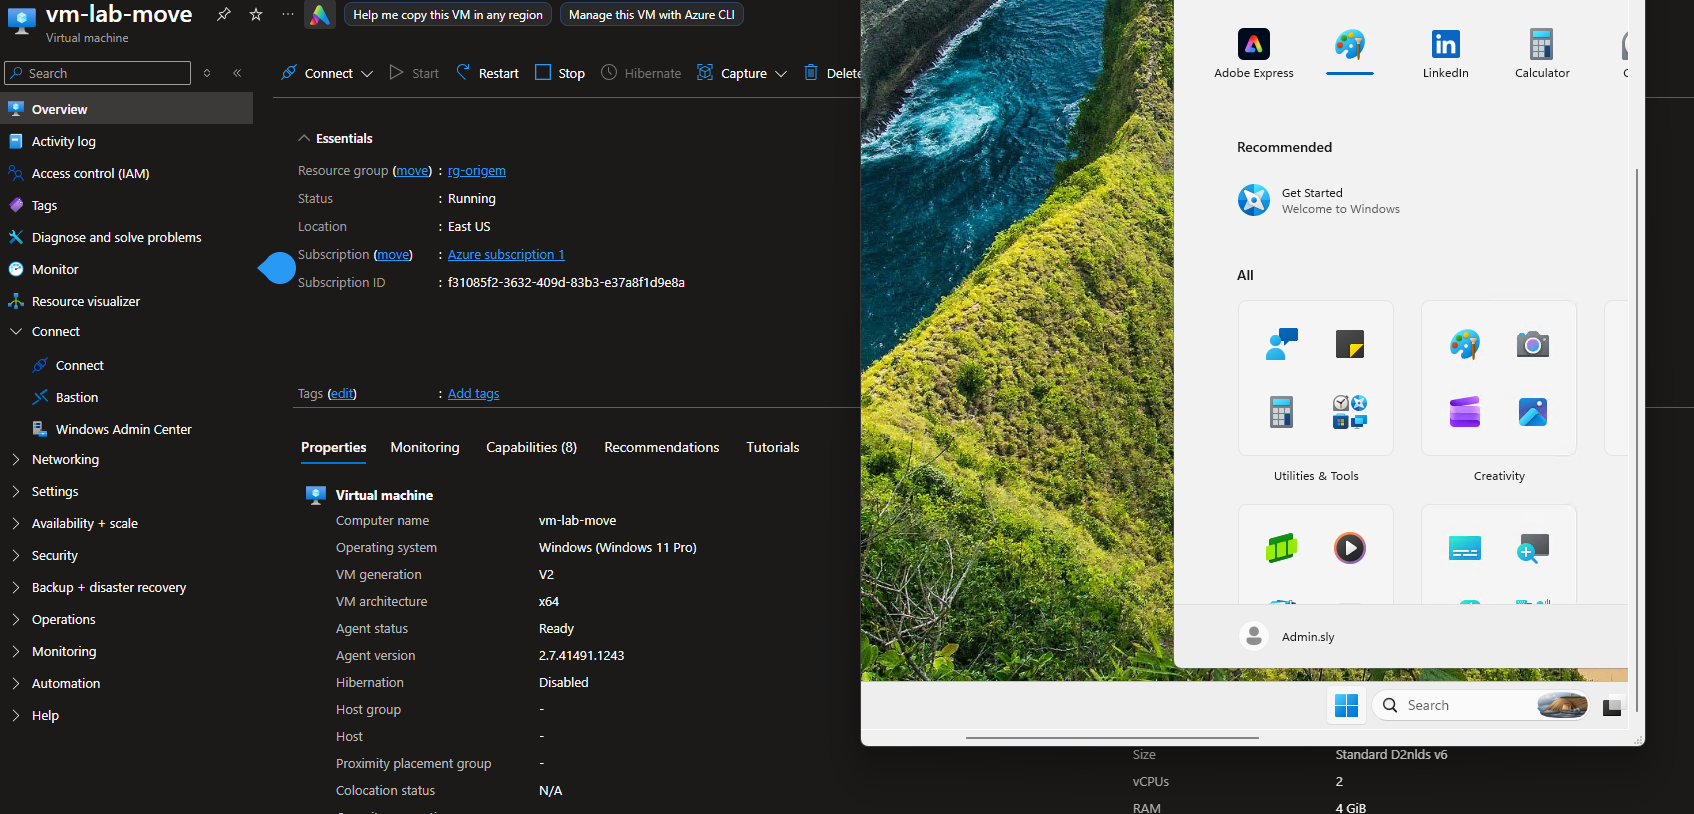 vm-lab-move
Virtual machine
Help me copy this VM in any region
Manage this VM with Azure CLI
Search
Connect
Start
Restart
Stop
Hibernate
Capture
Delete
Overview
Activity log
Access control (IAM)
Tags
Diagnose and solve problems
Monitor
Resource visualizer
Connect
Connect
Bastion
Windows Admin Center
Networking
Settings
Availability + scale
Security
Backup + disaster recovery
Operations
Monitoring
Automation
Help
Essentials
Resource group (move) : rg-origem
Status : Running
Location : East US
Subscription (move) : Azure subscription 1
Subscription ID : f31085f2-3632-409d-83b3-e37a8f1d9e8a
Tags (edit) : Add tags
Properties
Monitoring
Capabilities (8)
Recommendations
Tutorials
Virtual machine
Computer name vm-lab-move
Operating system Windows (Windows 11 Pro)
VM generation V2
VM architecture x64
Agent status Ready
Agent version 2.7.41491.1243
Hibernation Disabled
Host group -
Host -
Proximity placement group -
Colocation status N/A
Adobe Express
LinkedIn
Calculator
Recommended
Get Started
Welcome to Windows
All
Utilities & Tools
Creativity
Admin.sly
Search
Size Standard D2nlds v6
vCPUs 2
RAM 4 GiB